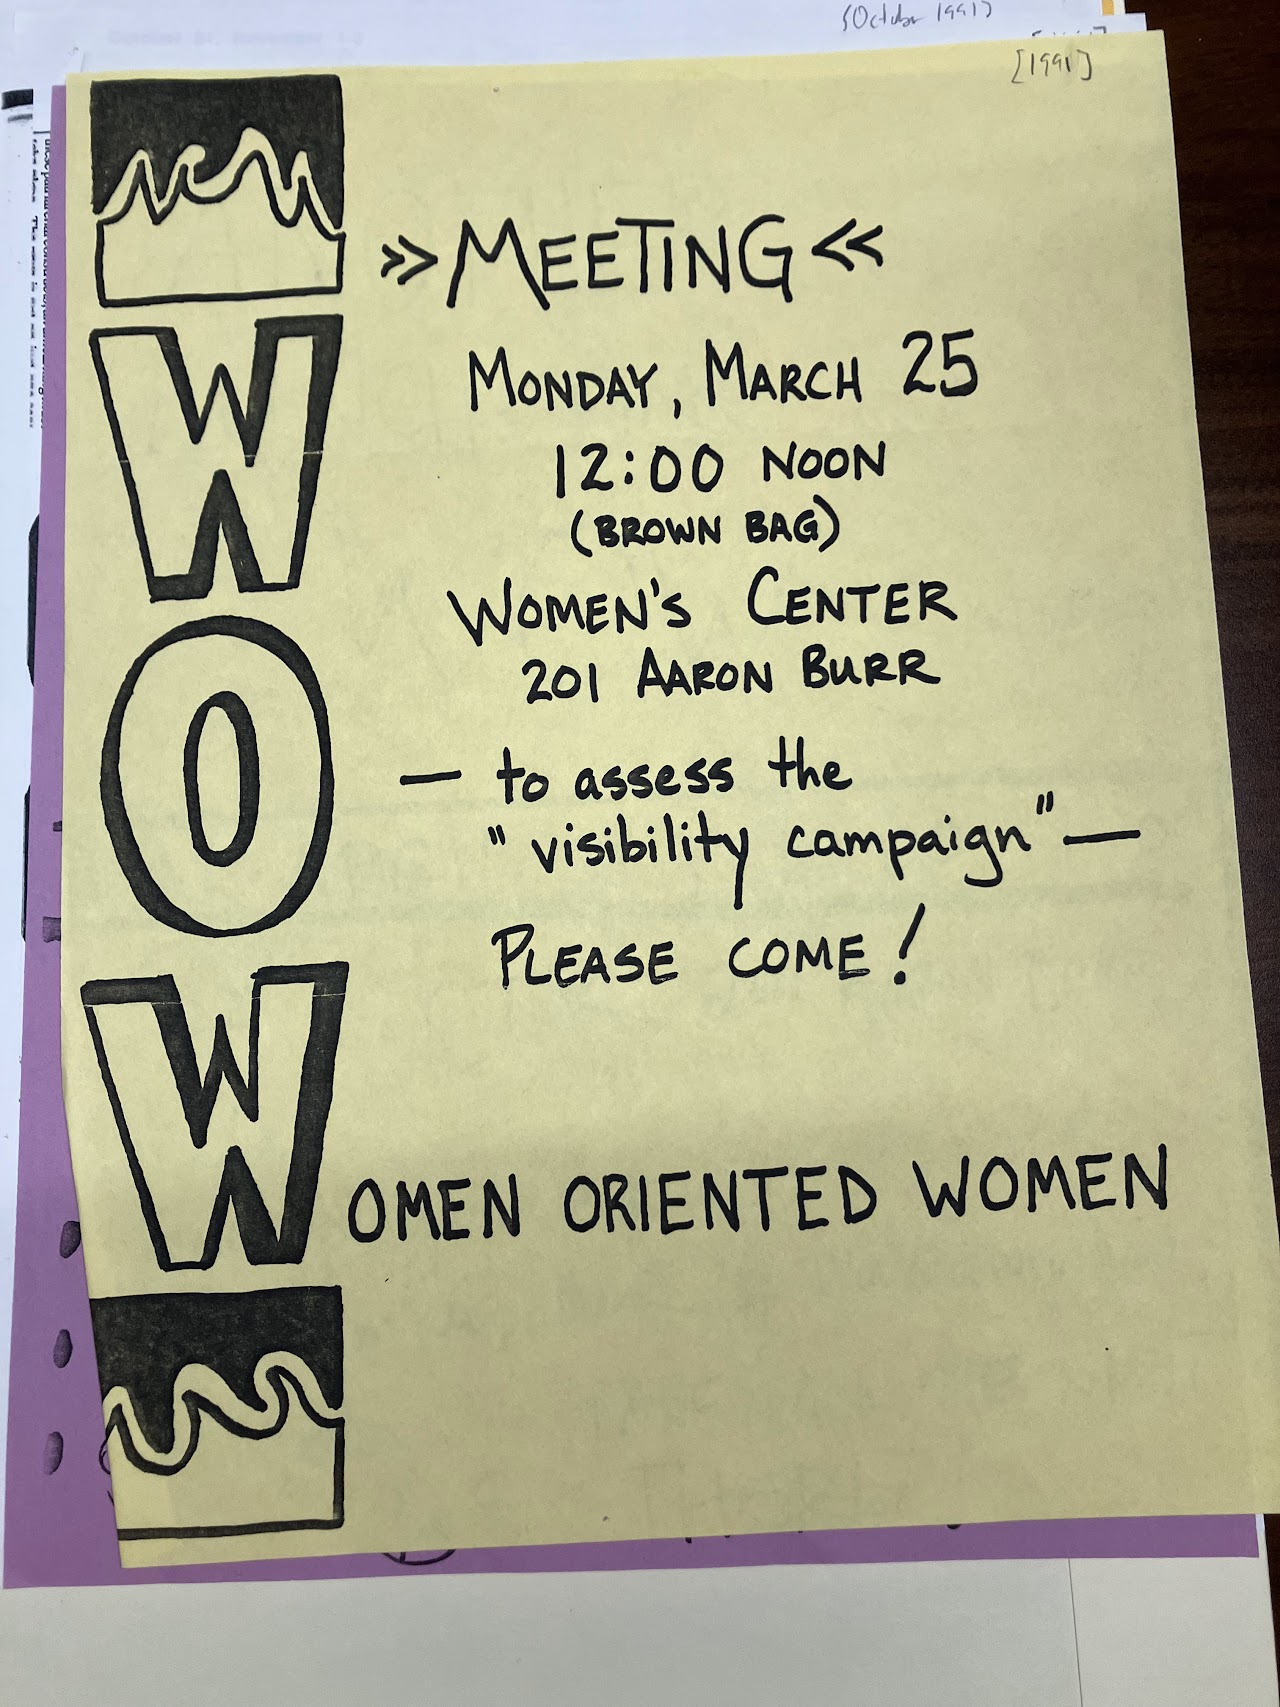 [October 1991]
[1991]
» MEETING «
MONDAY, MARCH 25
12:00 NOON
(BROWN BAG)
WOMEN'S CENTER
201 AARON BURR
— to assess the
"visibility campaign" —
PLEASE COME!
WOW
WOMEN ORIENTED WOMEN